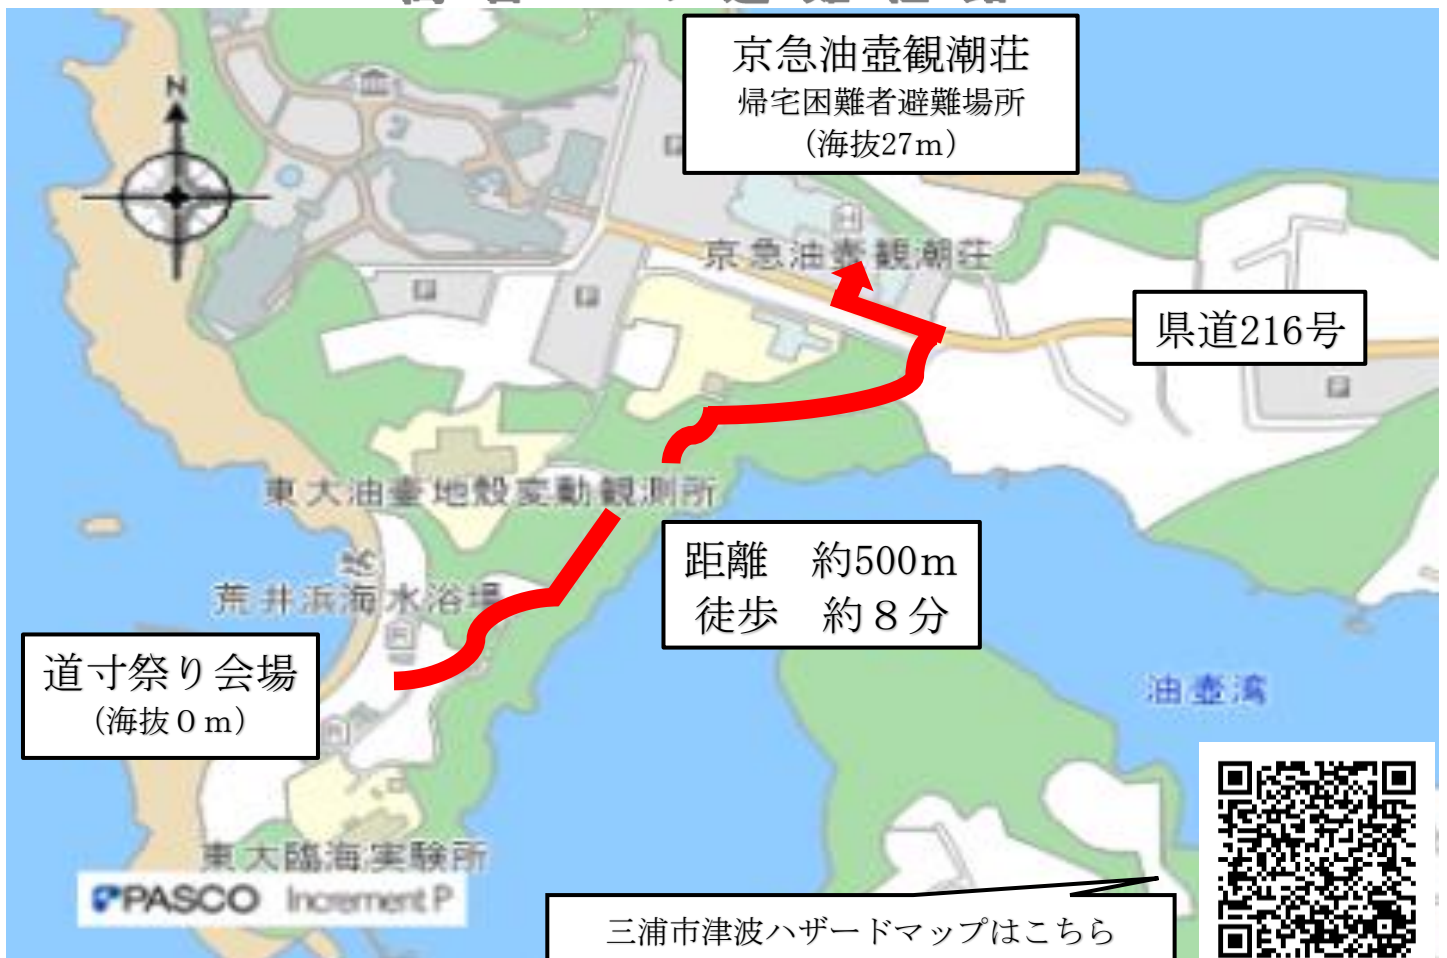 京急油壺観潮荘
帰宅困難者避難場所
(海抜27m)
N
京急油壺観潮荘
県道216号
東大油壺地殻変動観測所
距離　約500m
徒歩　約８分
荒井浜海水浴場
道寸祭り会場
(海抜０m)
油壺湾
東大臨海実験所
PASCO Increment P
三浦市津波ハザードマップはこちら